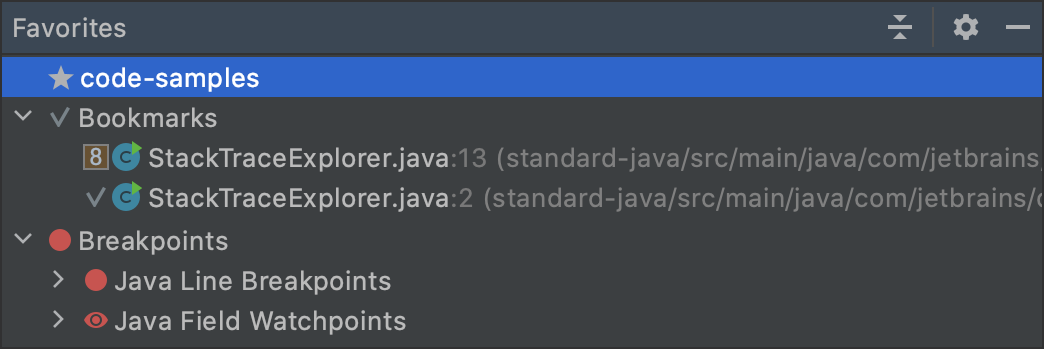 Favorites
code-samples
Bookmarks
8 StackTraceExplorer.java:13 (standard-java/src/main/java/com/jetbrains/
StackTraceExplorer.java:2 (standard-java/src/main/java/com/jetbrains/
Breakpoints
Java Line Breakpoints
Java Field Watchpoints